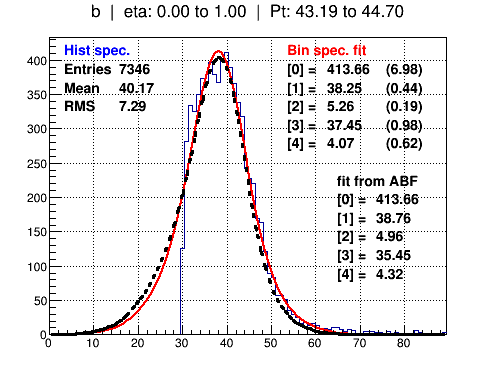 b | eta: 0.00 to 1.00 | Pt: 43.19 to 44.70
Hist spec.
Entries 7346
Mean 40.17
RMS 7.29
Bin spec. fit
[0] = 413.66 (6.98)
[1] = 38.25 (0.44)
[2] = 5.26 (0.19)
[3] = 37.45 (0.98)
[4] = 4.07 (0.62)
fit from ABF
[0] = 413.66
[1] = 38.76
[2] = 4.96
[3] = 35.45
[4] = 4.32
400
350
300
250
200
150
100
50
0
0 10 20 30 40 50 60 70 80